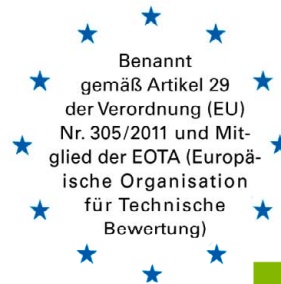 Benannt
gemäß Artikel 29
der Verordnung (EU)
Nr. 305/2011 und Mit-
glied der EOTA (Europä-
ische Organisation
für Technische
Bewertung)